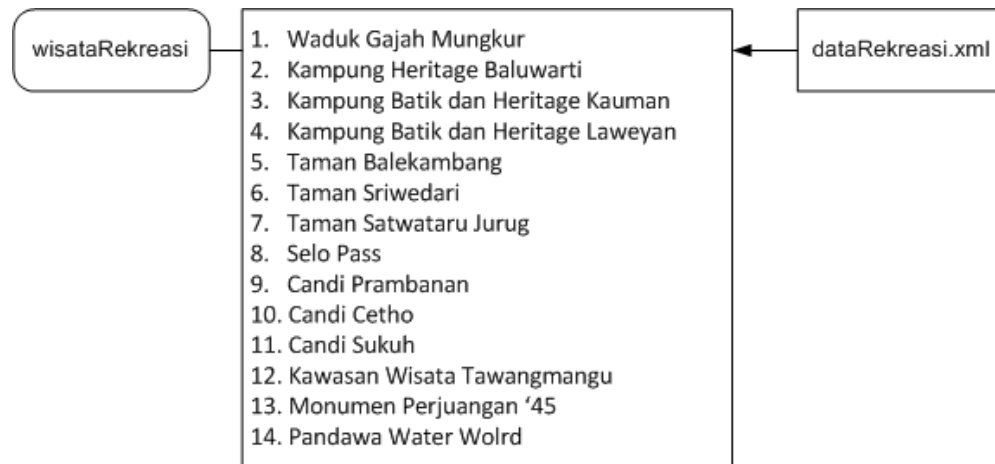 wisataRekreasi
1. Waduk Gajah Mungkur
2. Kampung Heritage Baluwarti
3. Kampung Batik dan Heritage Kauman
4. Kampung Batik dan Heritage Laweyan
5. Taman Balekambang
6. Taman Sriwedari
7. Taman Satwataru Jurug
8. Selo Pass
9. Candi Prambanan
10. Candi Cetho
11. Candi Sukuh
12. Kawasan Wisata Tawangmangu
13. Monumen Perjuangan ‘45
14. Pandawa Water Wolrd
dataRekreasi.xml